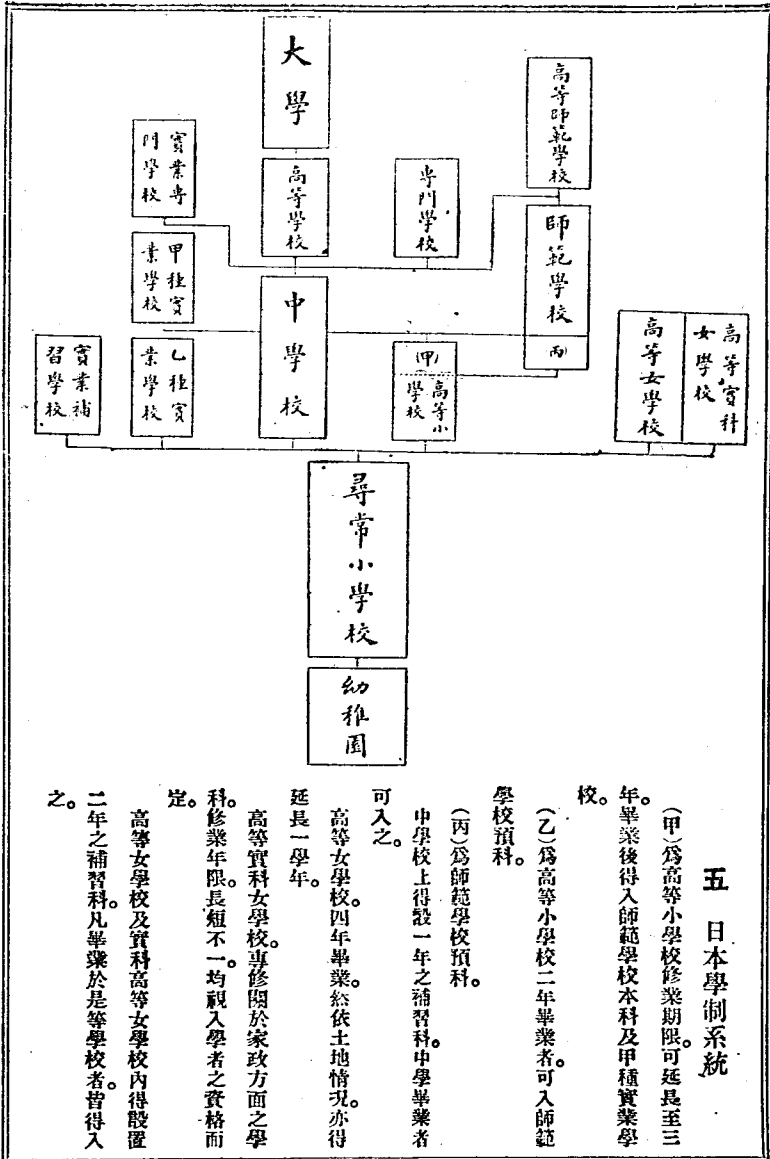 五 日本學制系統
（甲）爲高等小學校修業期限。可延長至三
年。畢業後得入師範學校本科及甲種實業學
校。
（乙）爲高等小學校二年畢業者。可入師範
學校預科。
（丙）爲師範學校預科。
中學校上得設一年之補習科。中學畢業者
可入之。
高等女學校。四年畢業。然依土地情况。亦得
延長一學年。
高等實科女學校。專修關於家政方面之學
科。修業年限。長短不一。均視入學者之資格而
定。
高等女學校及實科高等女學校內得設置
二年之補習科。凡畢業於是等學校者。皆得入
之。
大學
高等師範學校
實業專
門學校
高等學校
專門學校
師範學校
丙
甲種實
業學校
中學校
（甲）
高等小
學校
高等實科
女學校
高等女學校
乙種實
業學校
實業補
習學校
尋常小學校
幼稚園